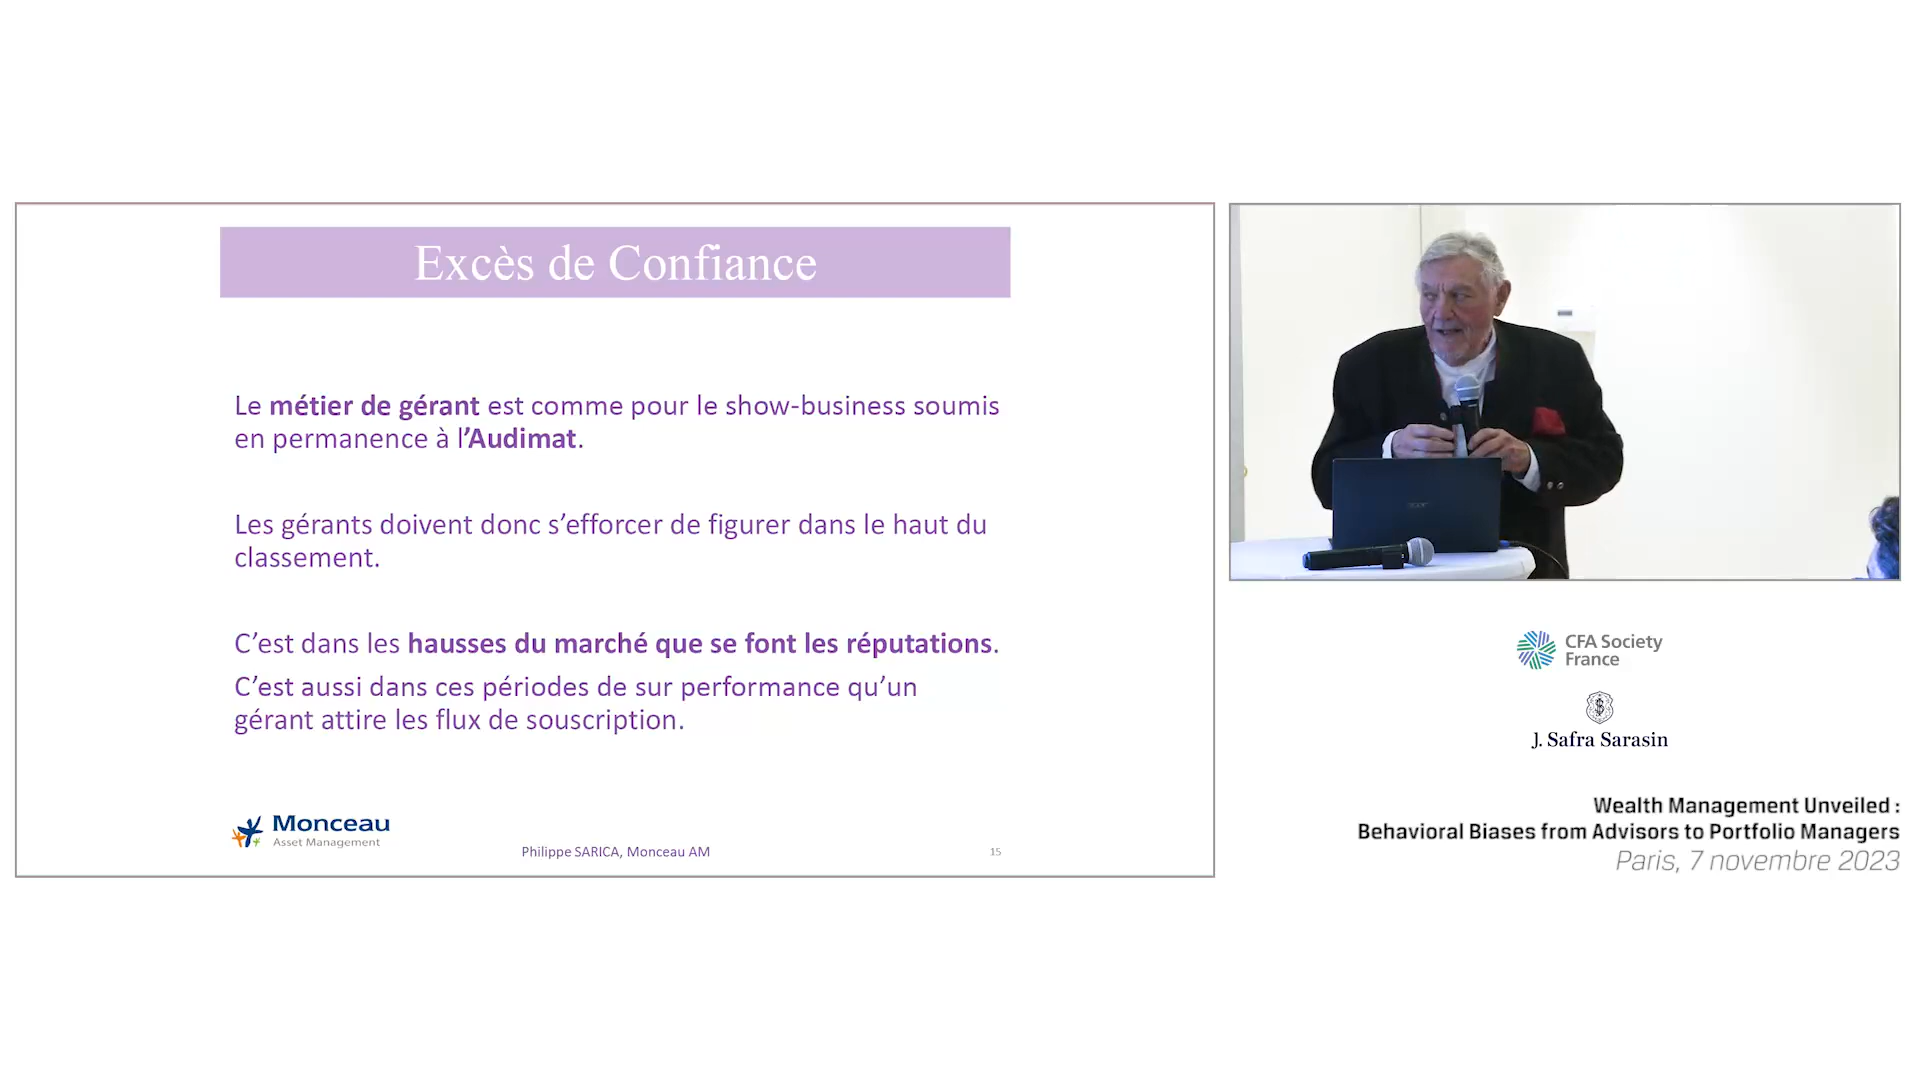 Excès de Confiance
Le métier de gérant est comme pour le show-business soumis
en permanence à l’Audimat.
Les gérants doivent donc s’efforcer de figurer dans le haut du
classement.
C’est dans les hausses du marché que se font les réputations.
C’est aussi dans ces périodes de sur performance qu’un
gérant attire les flux de souscription.
Monceau
Asset Management
Philippe SARICA, Monceau AM
15
CFA Society
France
J. Safra Sarasin
Wealth Management Unveiled :
Behavioral Biases from Advisors to Portfolio Managers
Paris, 7 novembre 2023